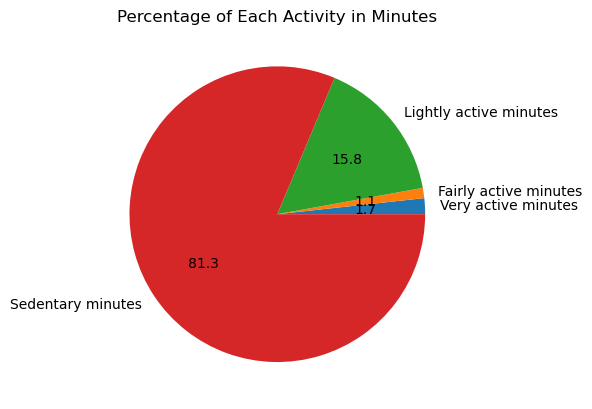 Percentage of Each Activity in Minutes
Lightly active minutes
15.8
Fairly active minutes
1.1
Very active minutes
1.7
81.3
Sedentary minutes